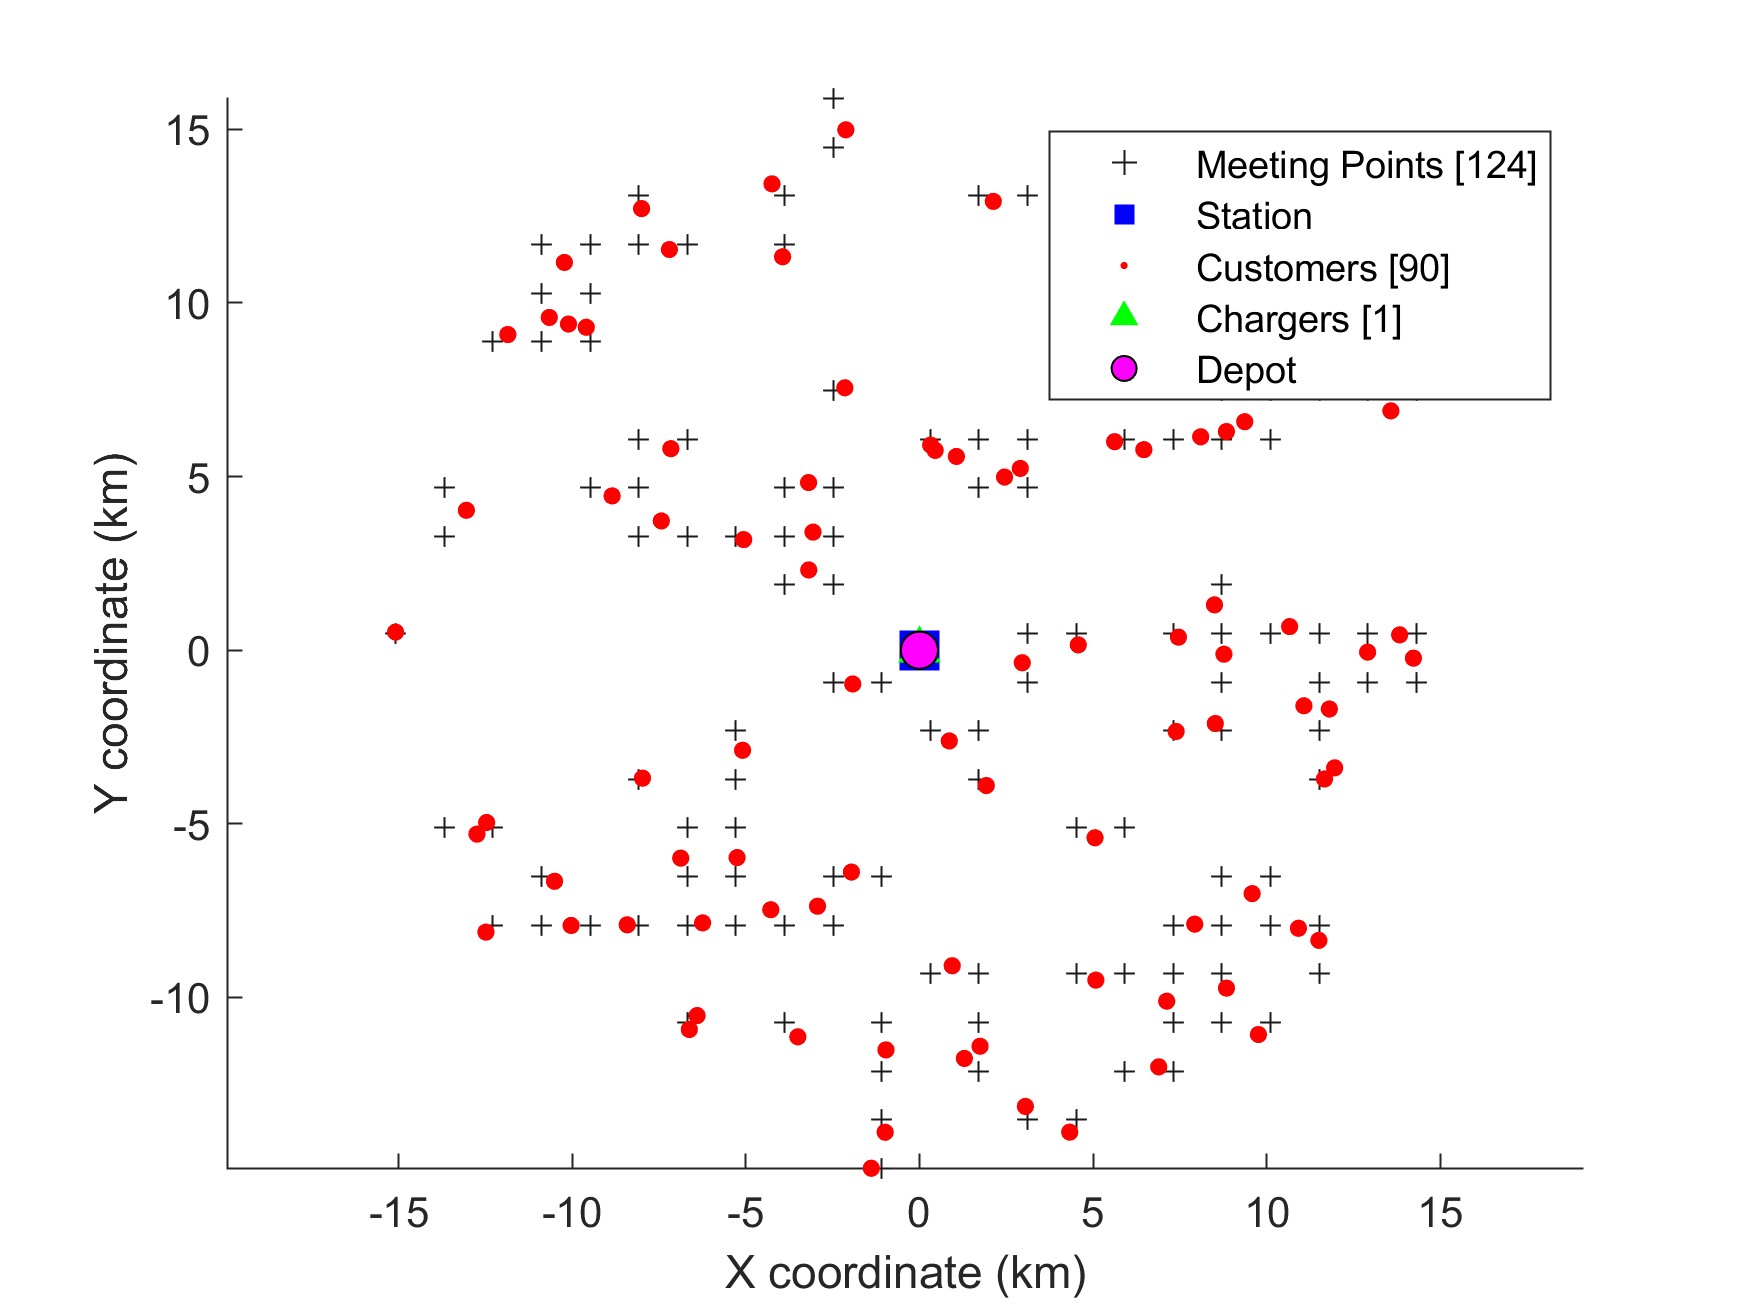 15
10
5
0
-5
-10
Y coordinate (km)
Meeting Points [124]
Station
Customers [90]
Chargers [1]
Depot
-15 -10 -5 0 5 10 15
X coordinate (km)